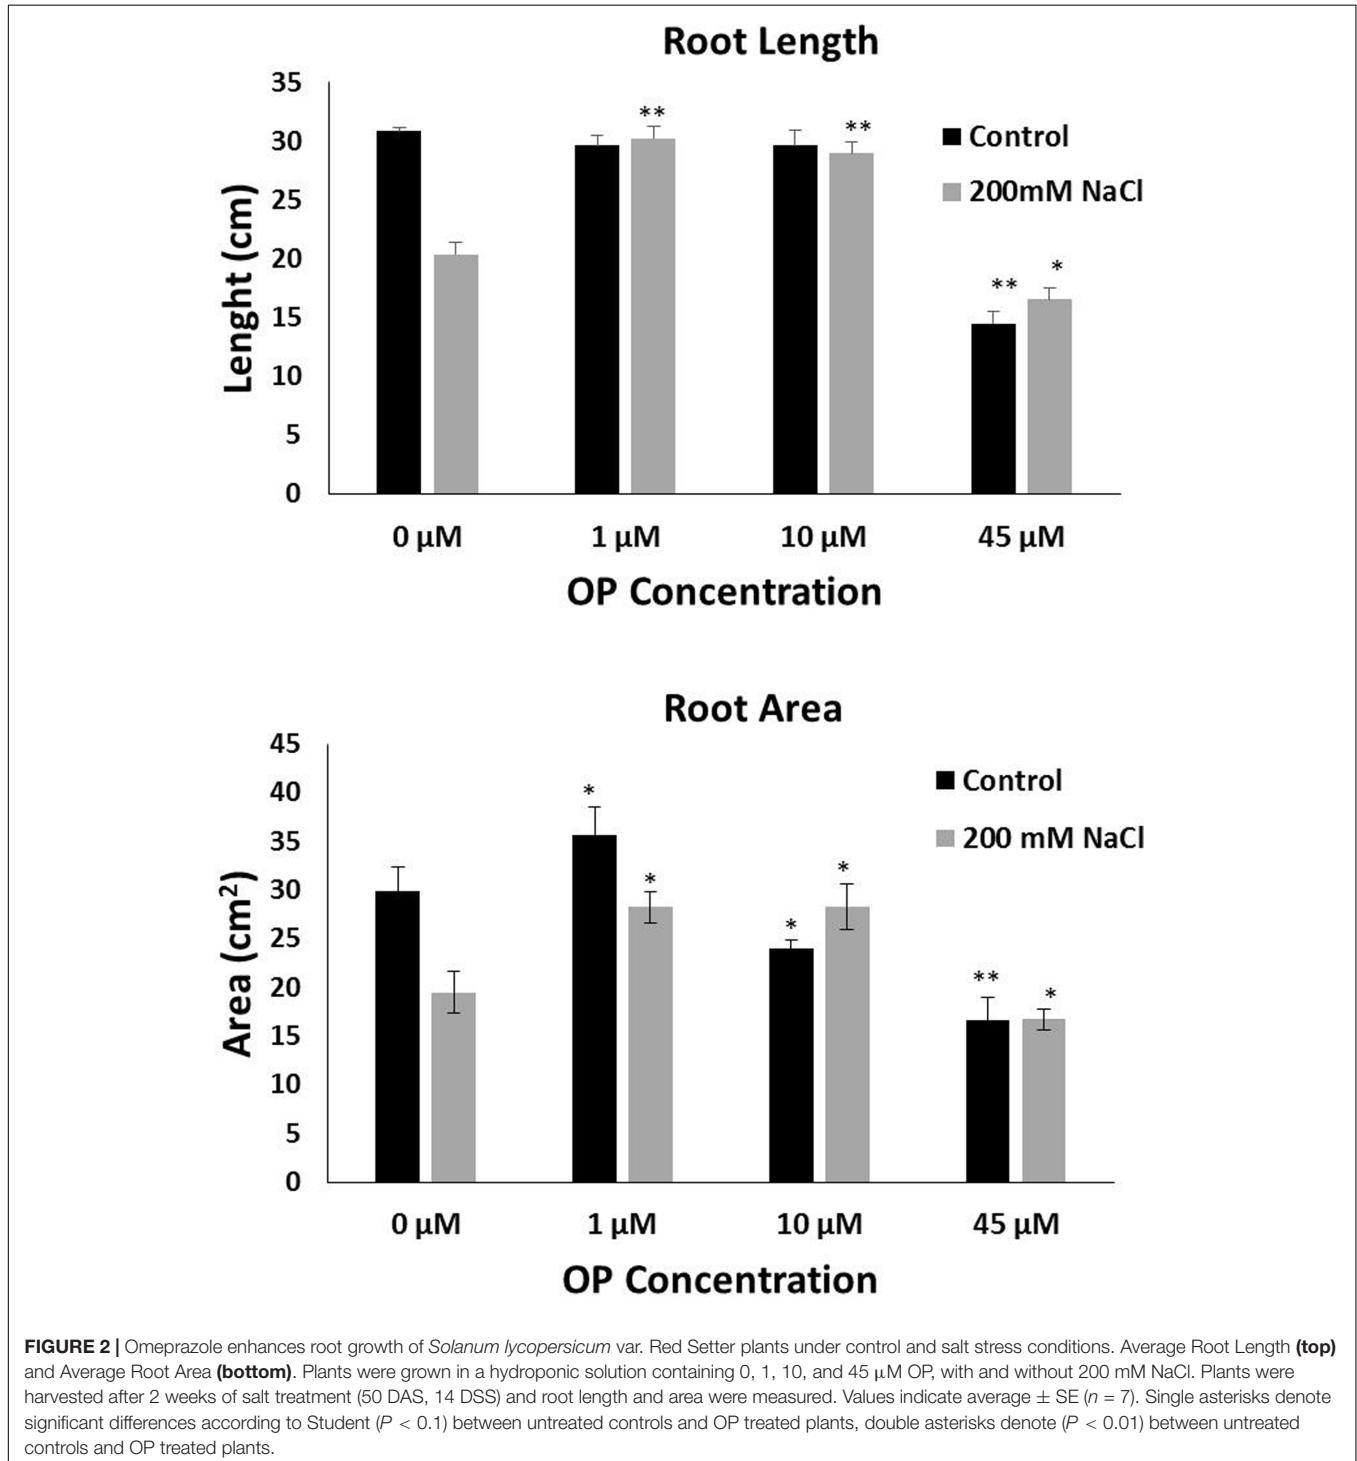 Root Length
35
30
25
20
15
10
5
0
Lenght (cm)
** ** ** *
Control
200mM NaCl
0 µM 1 µM 10 µM 45 µM
OP Concentration
Root Area
45
40
35
30
25
20
15
10
5
0
Area (cm²)
* * * * ** *
Control
200 mM NaCl
0 µM 1 µM 10 µM 45 µM
OP Concentration
FIGURE 2 | Omeprazole enhances root growth of Solanum lycopersicum var. Red Setter plants under control and salt stress conditions. Average Root Length (top)
and Average Root Area (bottom). Plants were grown in a hydroponic solution containing 0, 1, 10, and 45 µM OP, with and without 200 mM NaCl. Plants were
harvested after 2 weeks of salt treatment (50 DAS, 14 DSS) and root length and area were measured. Values indicate average ± SE (n = 7). Single asterisks denote
significant differences according to Student (P < 0.1) between untreated controls and OP treated plants, double asterisks denote (P < 0.01) between untreated
controls and OP treated plants.